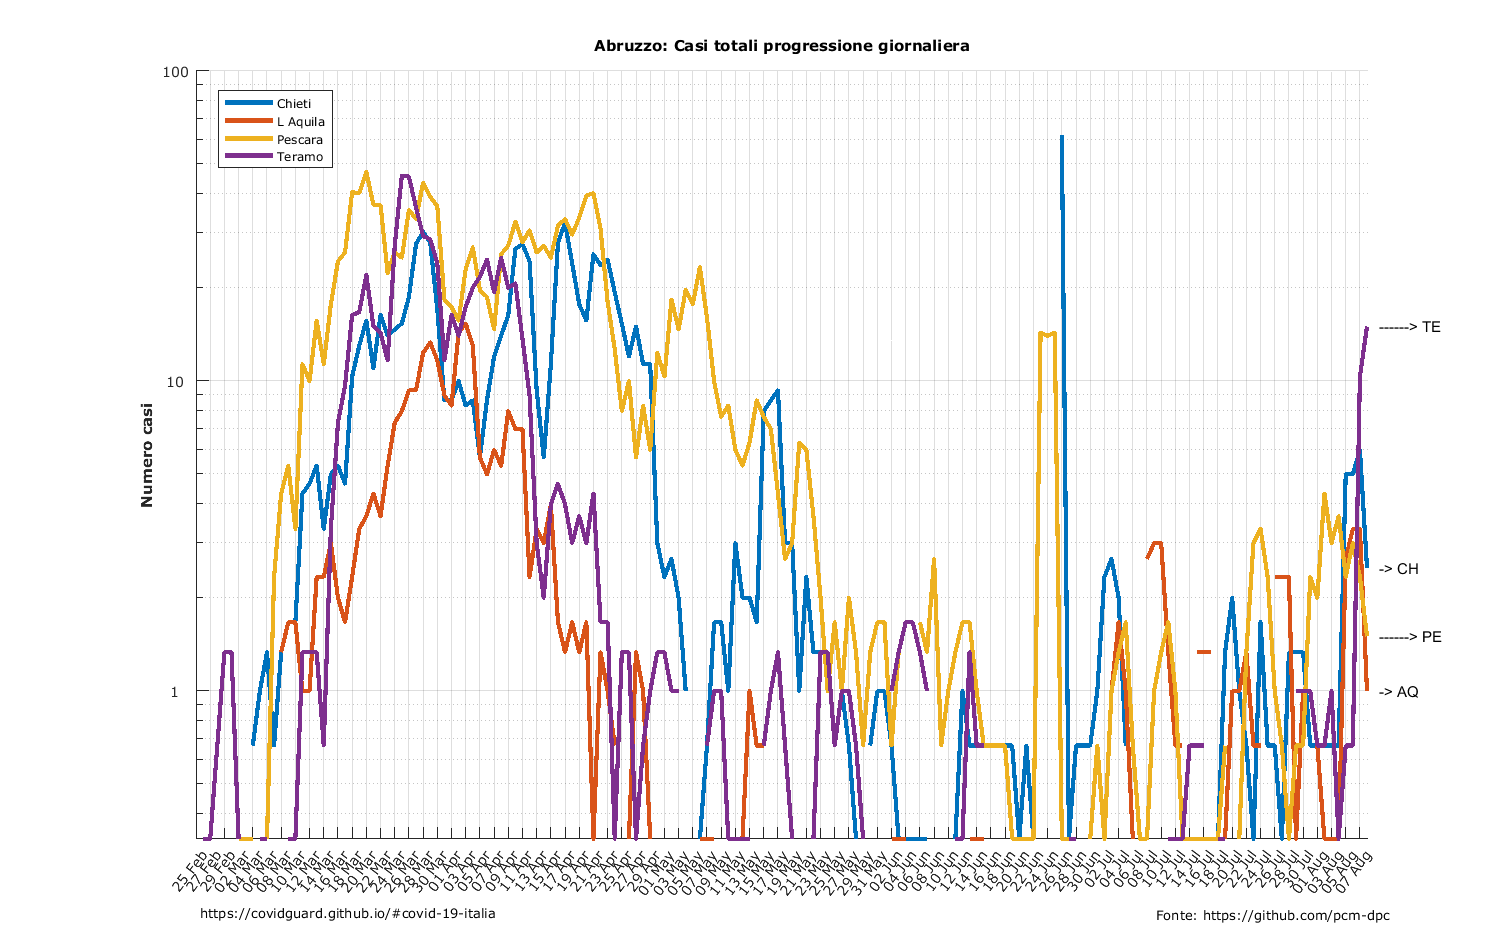 Abruzzo: Casi totali progressione giornaliera
100
10
1
Numero casi
Chieti
L Aquila
Pescara
Teramo
------> TE
-> CH
------> PE
-> AQ
25 Feb
27 Feb
29 Feb
02 Mar
04 Mar
06 Mar
08 Mar
10 Mar
12 Mar
14 Mar
16 Mar
18 Mar
20 Mar
22 Mar
24 Mar
26 Mar
28 Mar
30 Mar
01 Apr
03 Apr
05 Apr
07 Apr
09 Apr
11 Apr
13 Apr
15 Apr
17 Apr
19 Apr
21 Apr
23 Apr
25 Apr
27 Apr
29 Apr
01 May
03 May
05 May
07 May
09 May
11 May
13 May
15 May
17 May
19 May
21 May
23 May
25 May
27 May
29 May
31 May
02 Jun
04 Jun
06 Jun
08 Jun
10 Jun
12 Jun
14 Jun
16 Jun
18 Jun
20 Jun
22 Jun
24 Jun
26 Jun
28 Jun
30 Jun
02 Jul
04 Jul
06 Jul
08 Jul
10 Jul
12 Jul
14 Jul
16 Jul
18 Jul
20 Jul
22 Jul
24 Jul
26 Jul
28 Jul
30 Jul
01 Aug
03 Aug
05 Aug
07 Aug
https://covidguard.github.io/#covid-19-italia
Fonte: https://github.com/pcm-dpc